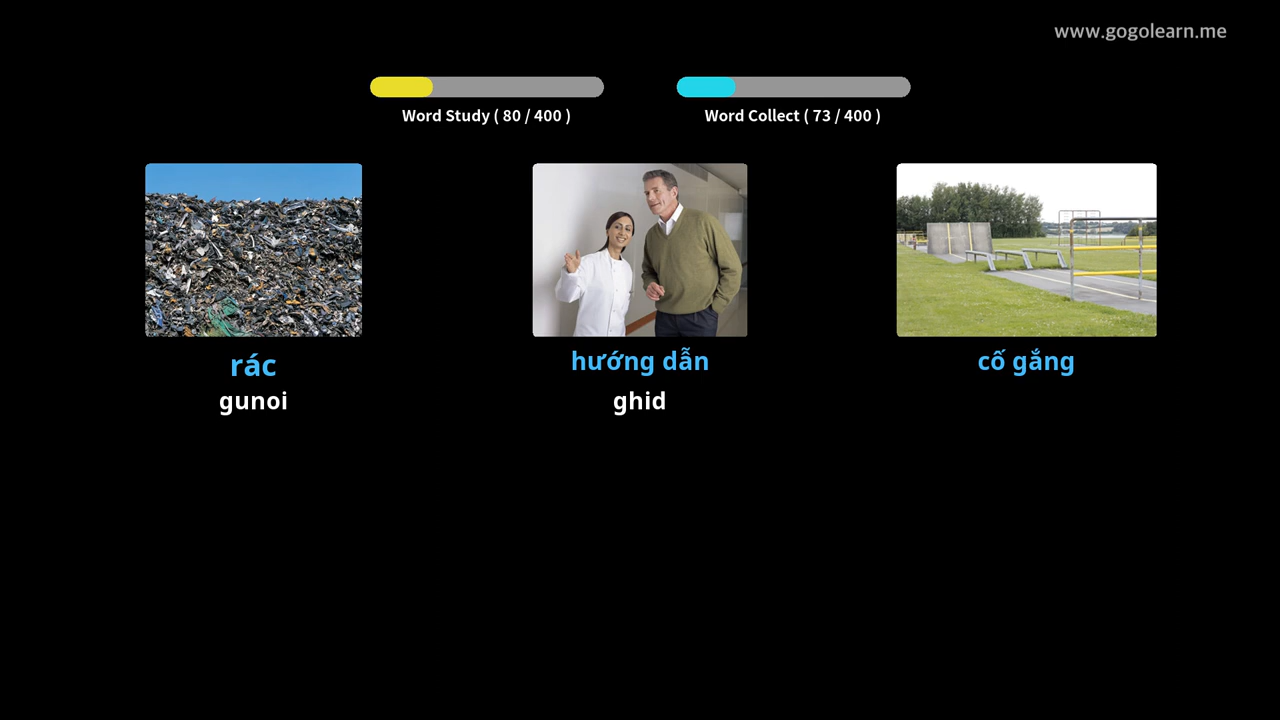 www.gogolearn.me
Word Study ( 80 / 400 )
Word Collect ( 73 / 400 )
rác
gunoi
hướng dẫn
ghid
cố gắng